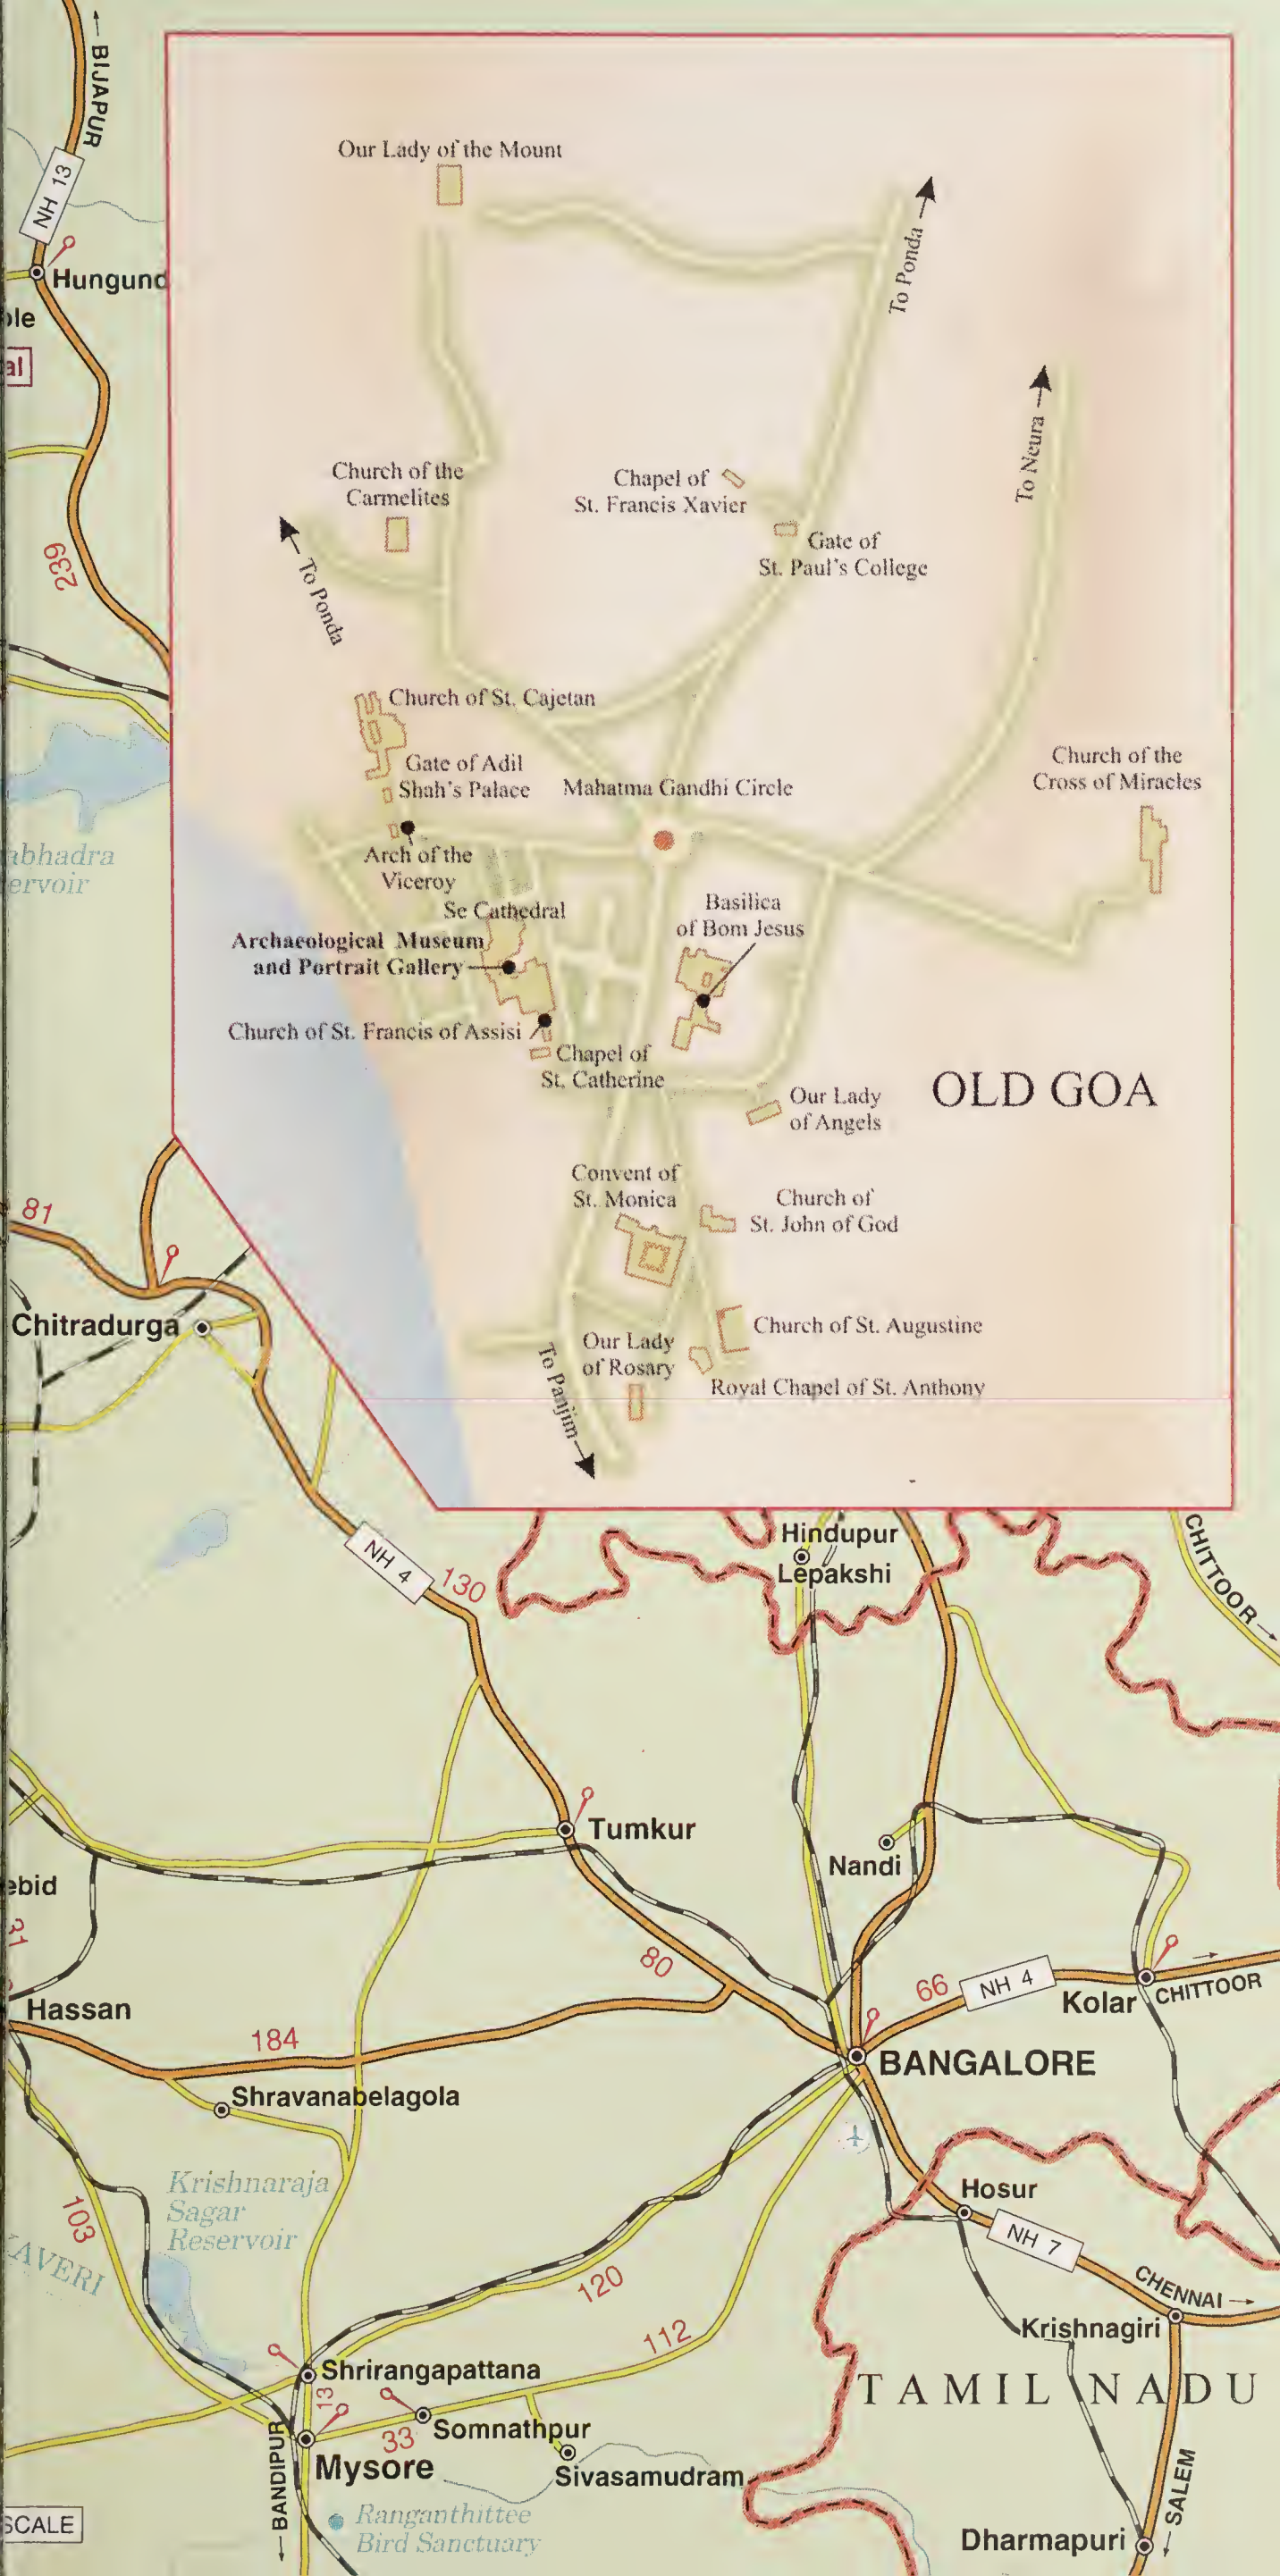 BIJAPUR
NH 13
Hungund
239
Our Lady of the Mount
To Ponda
To Neura
Church of the
Carmelites
Chapel of
St. Francis Xavier
Gate of
St. Paul's College
To Ponda
Church of St. Cajetan
Gate of Adil
Shah's Palace
Mahatma Gandhi Circle
Church of the
Cross of Miracles
Arch of the
Viceroy
Se Cathedral
Basilica
of Bom Jesus
Archaeological Museum
and Portrait Gallery
Church of St. Francis of Assisi
Chapel of
St. Catherine
OLD GOA
Our Lady
of Angels
Convent of
St. Monica
Church of
St. John of God
Church of St. Augustine
Our Lady
of Rosary
Royal Chapel of St. Anthony
To Panjim
81
Chitradurga
NH 4
130
Hindupur
Lepakshi
CHITTOOR
Tumkur
Nandi
80
66
NH 4
Kolar
CHITTOOR
Hassan
31
184
BANGALORE
Shravanabelagola
Krishnaraja
Sagar
Reservoir
103
Hosur
NH 7
CHENNAI
120
112
Krishnagiri
Shrirangapattana
13
TAMIL NADU
33
Somnathpur
Mysore
Sivasamudram
BANDIPUR
Ranganthittee
Bird Sanctuary
SALEM
Dharmapuri
SCALE